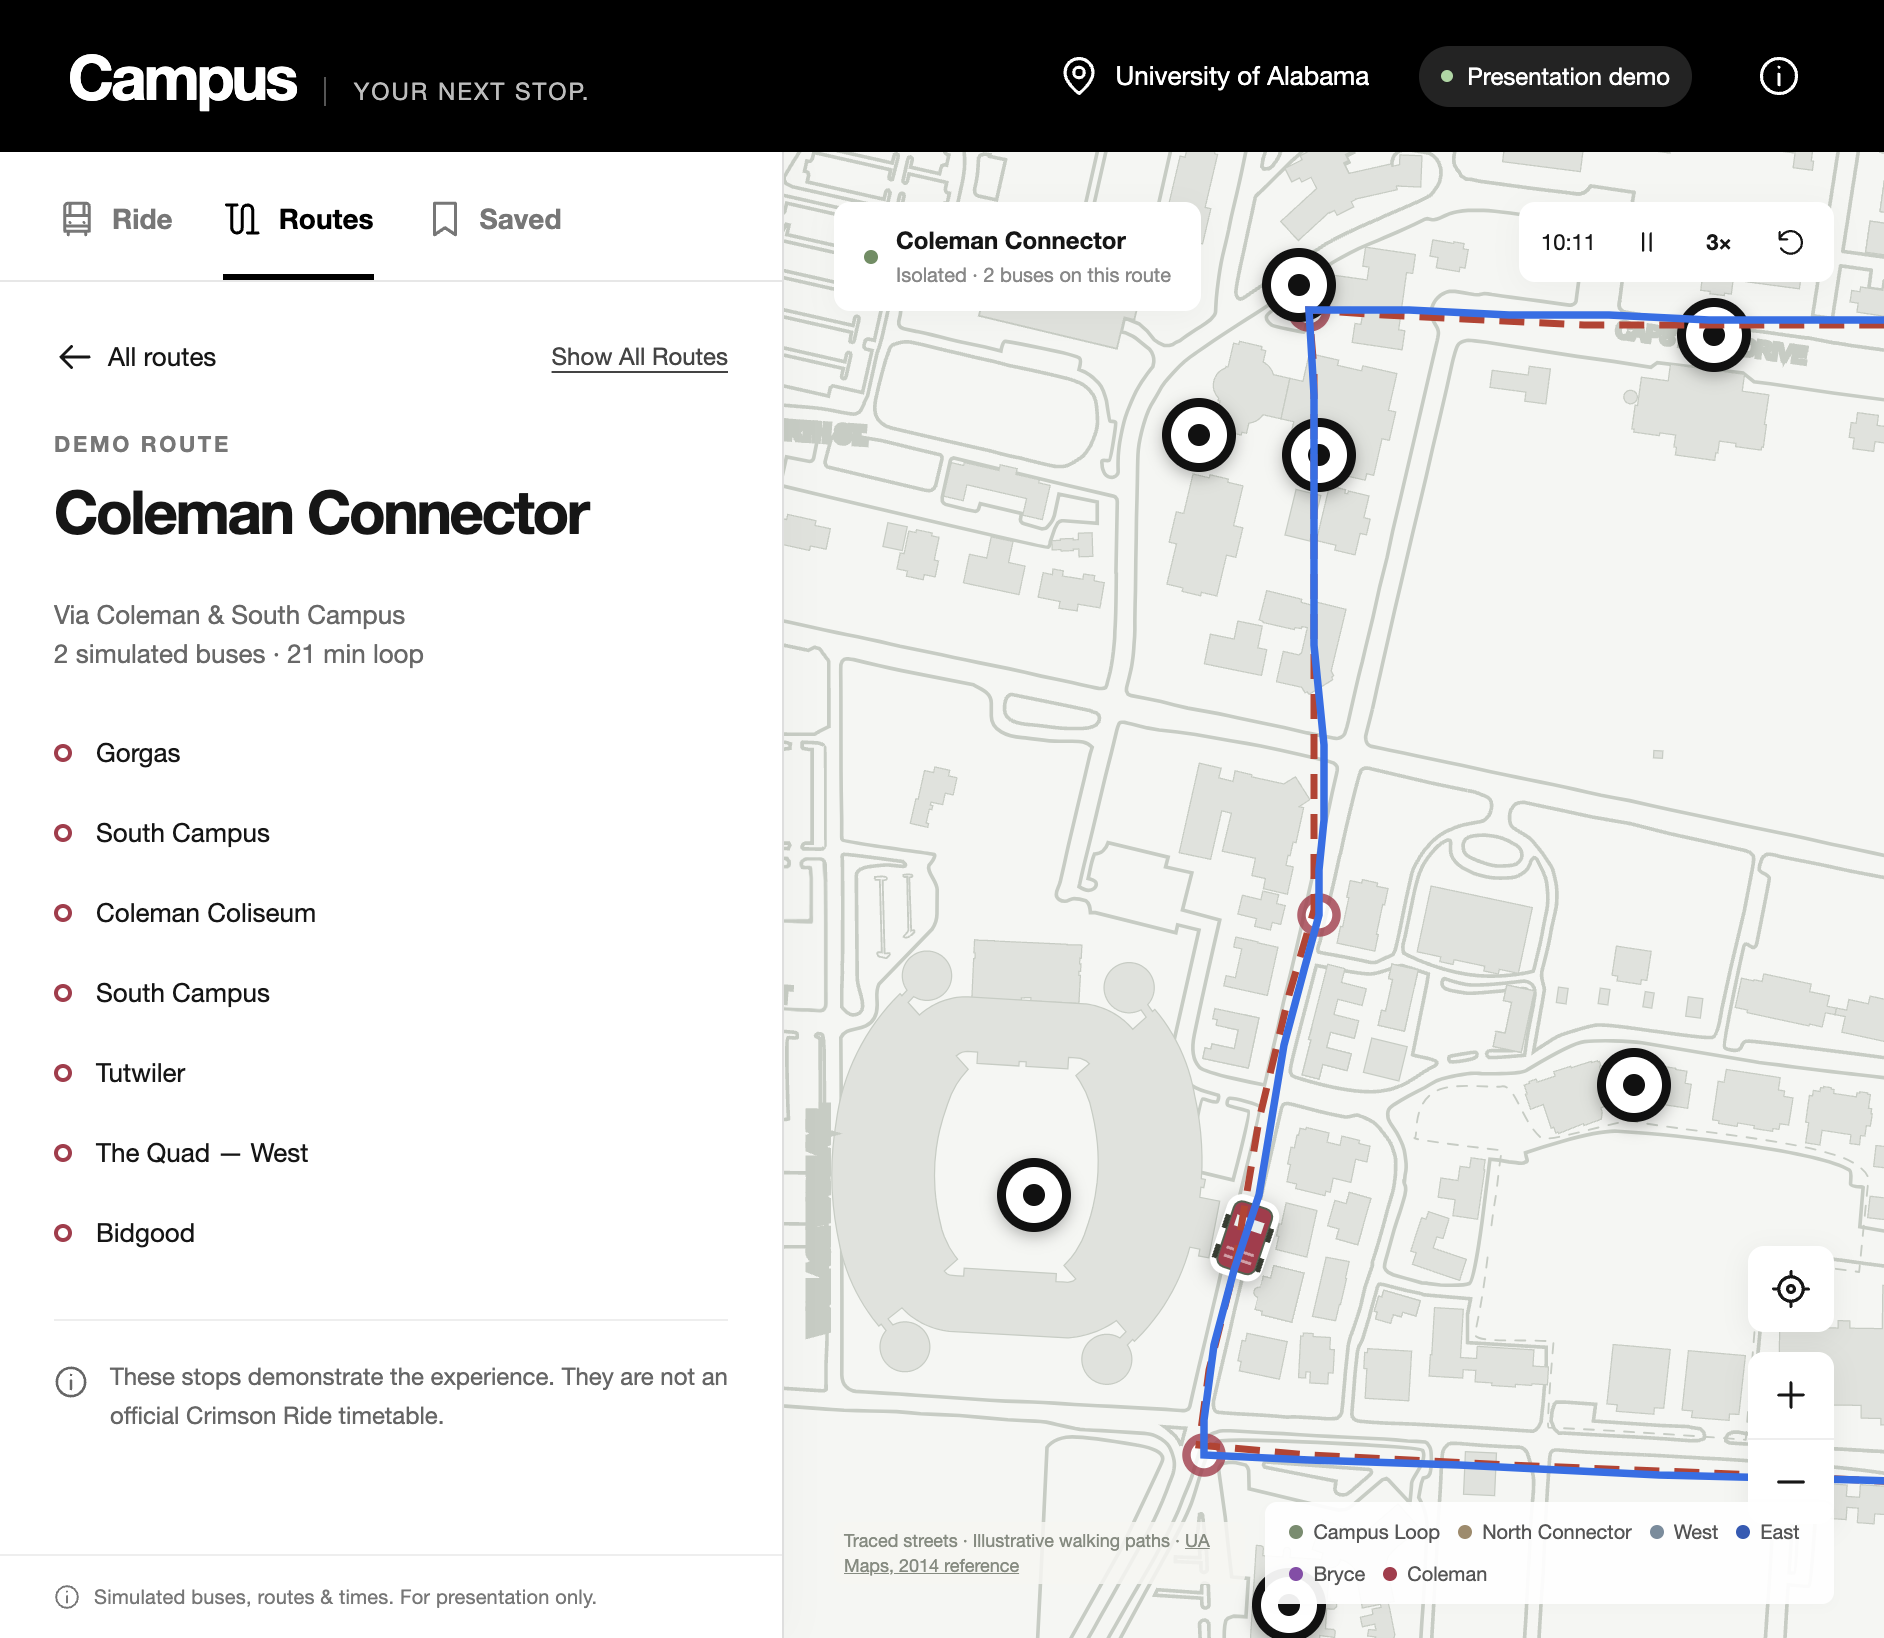 Campus
YOUR NEXT STOP.
University of Alabama
Presentation demo
Ride
Routes
Saved
All routes
Show All Routes
DEMO ROUTE
Coleman Connector
Via Coleman & South Campus
2 simulated buses · 21 min loop
Gorgas
South Campus
Coleman Coliseum
South Campus
Tutwiler
The Quad — West
Bidgood
These stops demonstrate the experience. They are not an
official Crimson Ride timetable.
Simulated buses, routes & times. For presentation only.
Coleman Connector
Isolated · 2 buses on this route
10:11
3×
DRIVE
Traced streets · Illustrative walking paths · UA
Maps, 2014 reference
Campus Loop
North Connector
West
East
Bryce
Coleman